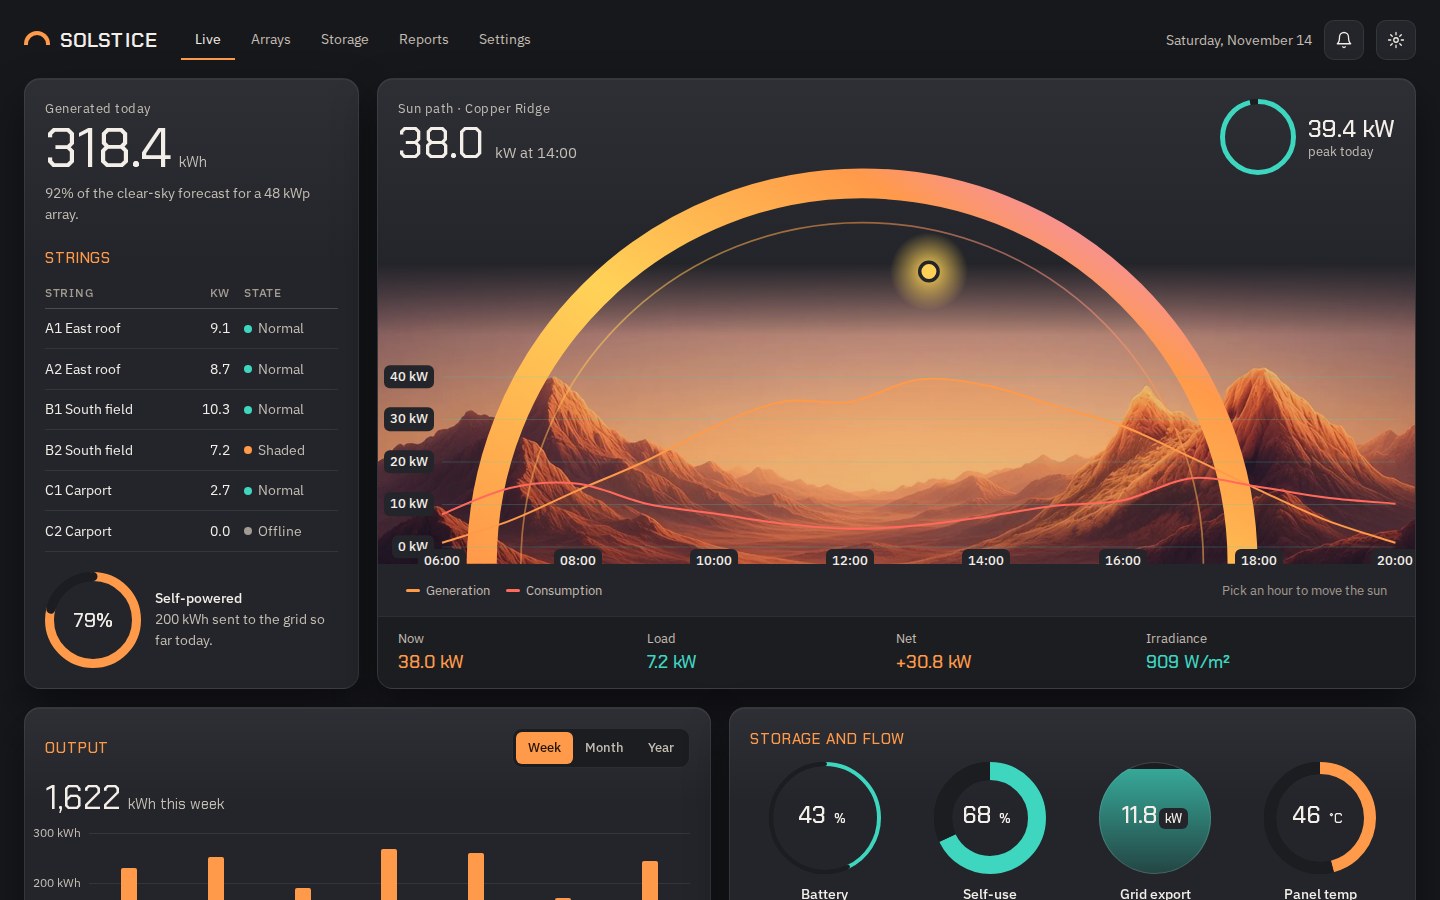 SOLSTICE
Live
Arrays
Storage
Reports
Settings
Saturday, November 14
Generated today
318.4 kWh
92% of the clear-sky forecast for a 48 kWp
array.
STRINGS
STRING KW STATE
A1 East roof 9.1 Normal
A2 East roof 8.7 Normal
B1 South field 10.3 Normal
B2 South field 7.2 Shaded
C1 Carport 2.7 Normal
C2 Carport 0.0 Offline
79%
Self-powered
200 kWh sent to the grid so
far today.
Sun path · Copper Ridge
38.0 kW at 14:00
39.4 kW
peak today
40 kW
30 kW
20 kW
10 kW
0 kW
06:00 08:00 10:00 12:00 14:00 16:00 18:00 20:00
Generation Consumption
Pick an hour to move the sun
Now Load Net Irradiance
38.0 kW 7.2 kW +30.8 kW 909 W/m²
OUTPUT
Week Month Year
1,622 kWh this week
300 kWh
200 kWh
STORAGE AND FLOW
43 % 68 % 11.8 kW 46 °C
Battery Self-use Grid export Panel temp